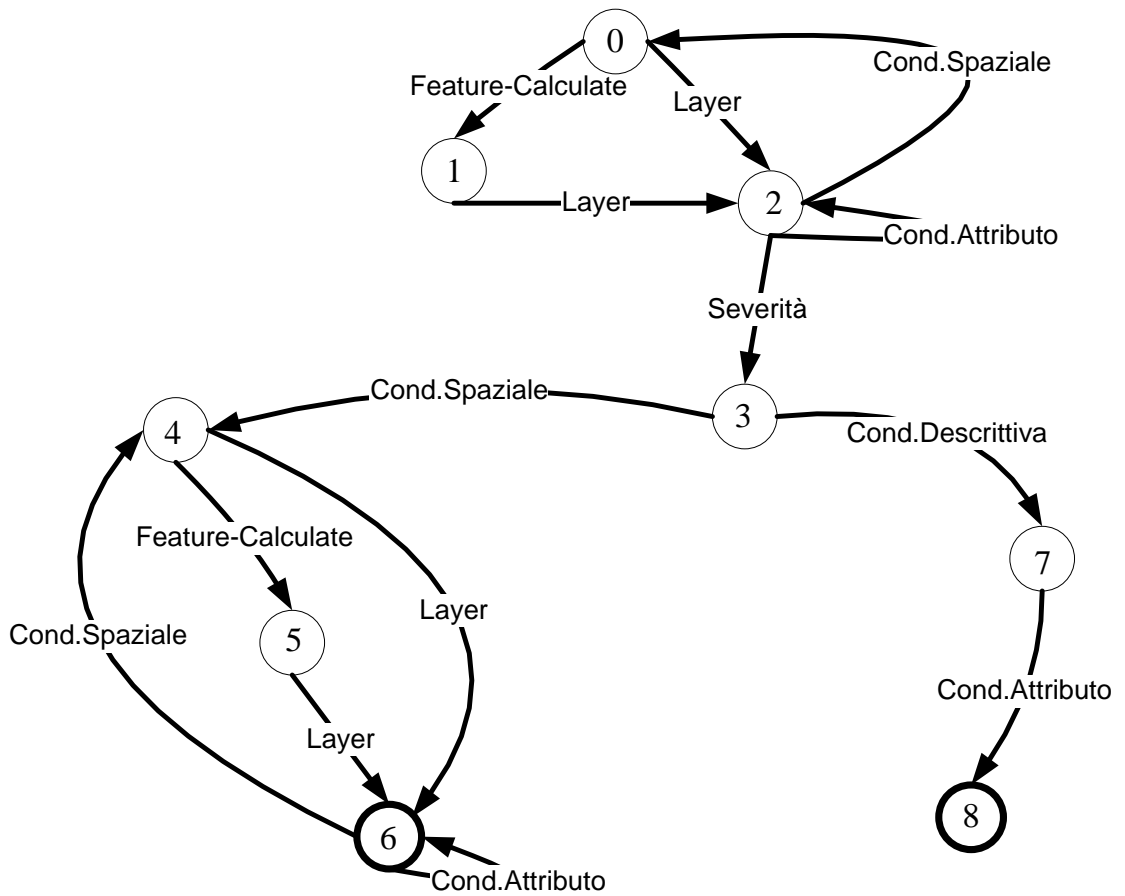 0
Cond.Spaziale
Feature-Calculate
Layer
1
2
Layer
Cond.Attributo
Severità
Cond.Spaziale
3
4
Cond.Descrittiva
Feature-Calculate
7
Layer
Cond.Spaziale
5
Cond.Attributo
Layer
8
6
Cond.Attributo